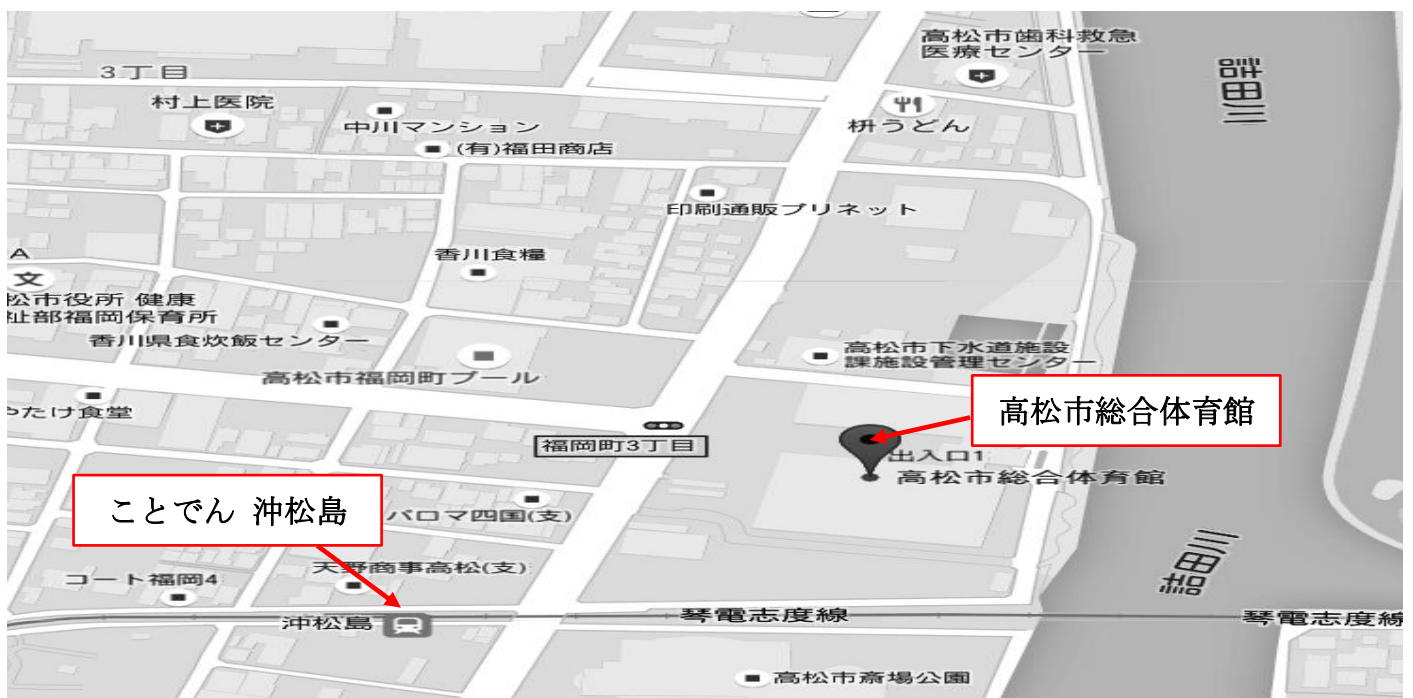 高松市歯科救急
医療センター
詰田川
3丁目
村上医院
中川マンション
(有)福田商店
枡うどん
印刷通販プリネット
A
文
香川食糧
松市役所 健康
祉部福岡保育所
香川県食炊飯センター
高松市福岡町プール
高松市下水道施設
課施設管理センター
高松市総合体育館
たけ食堂
福岡町3丁目
出入口1
高松市総合体育館
ことでん 沖松島
パロマ四国(支)
詰田川
天野商事高松(支)
コート福岡4
沖松島
琴電志度線
琴電志度線
高松市斎場公園